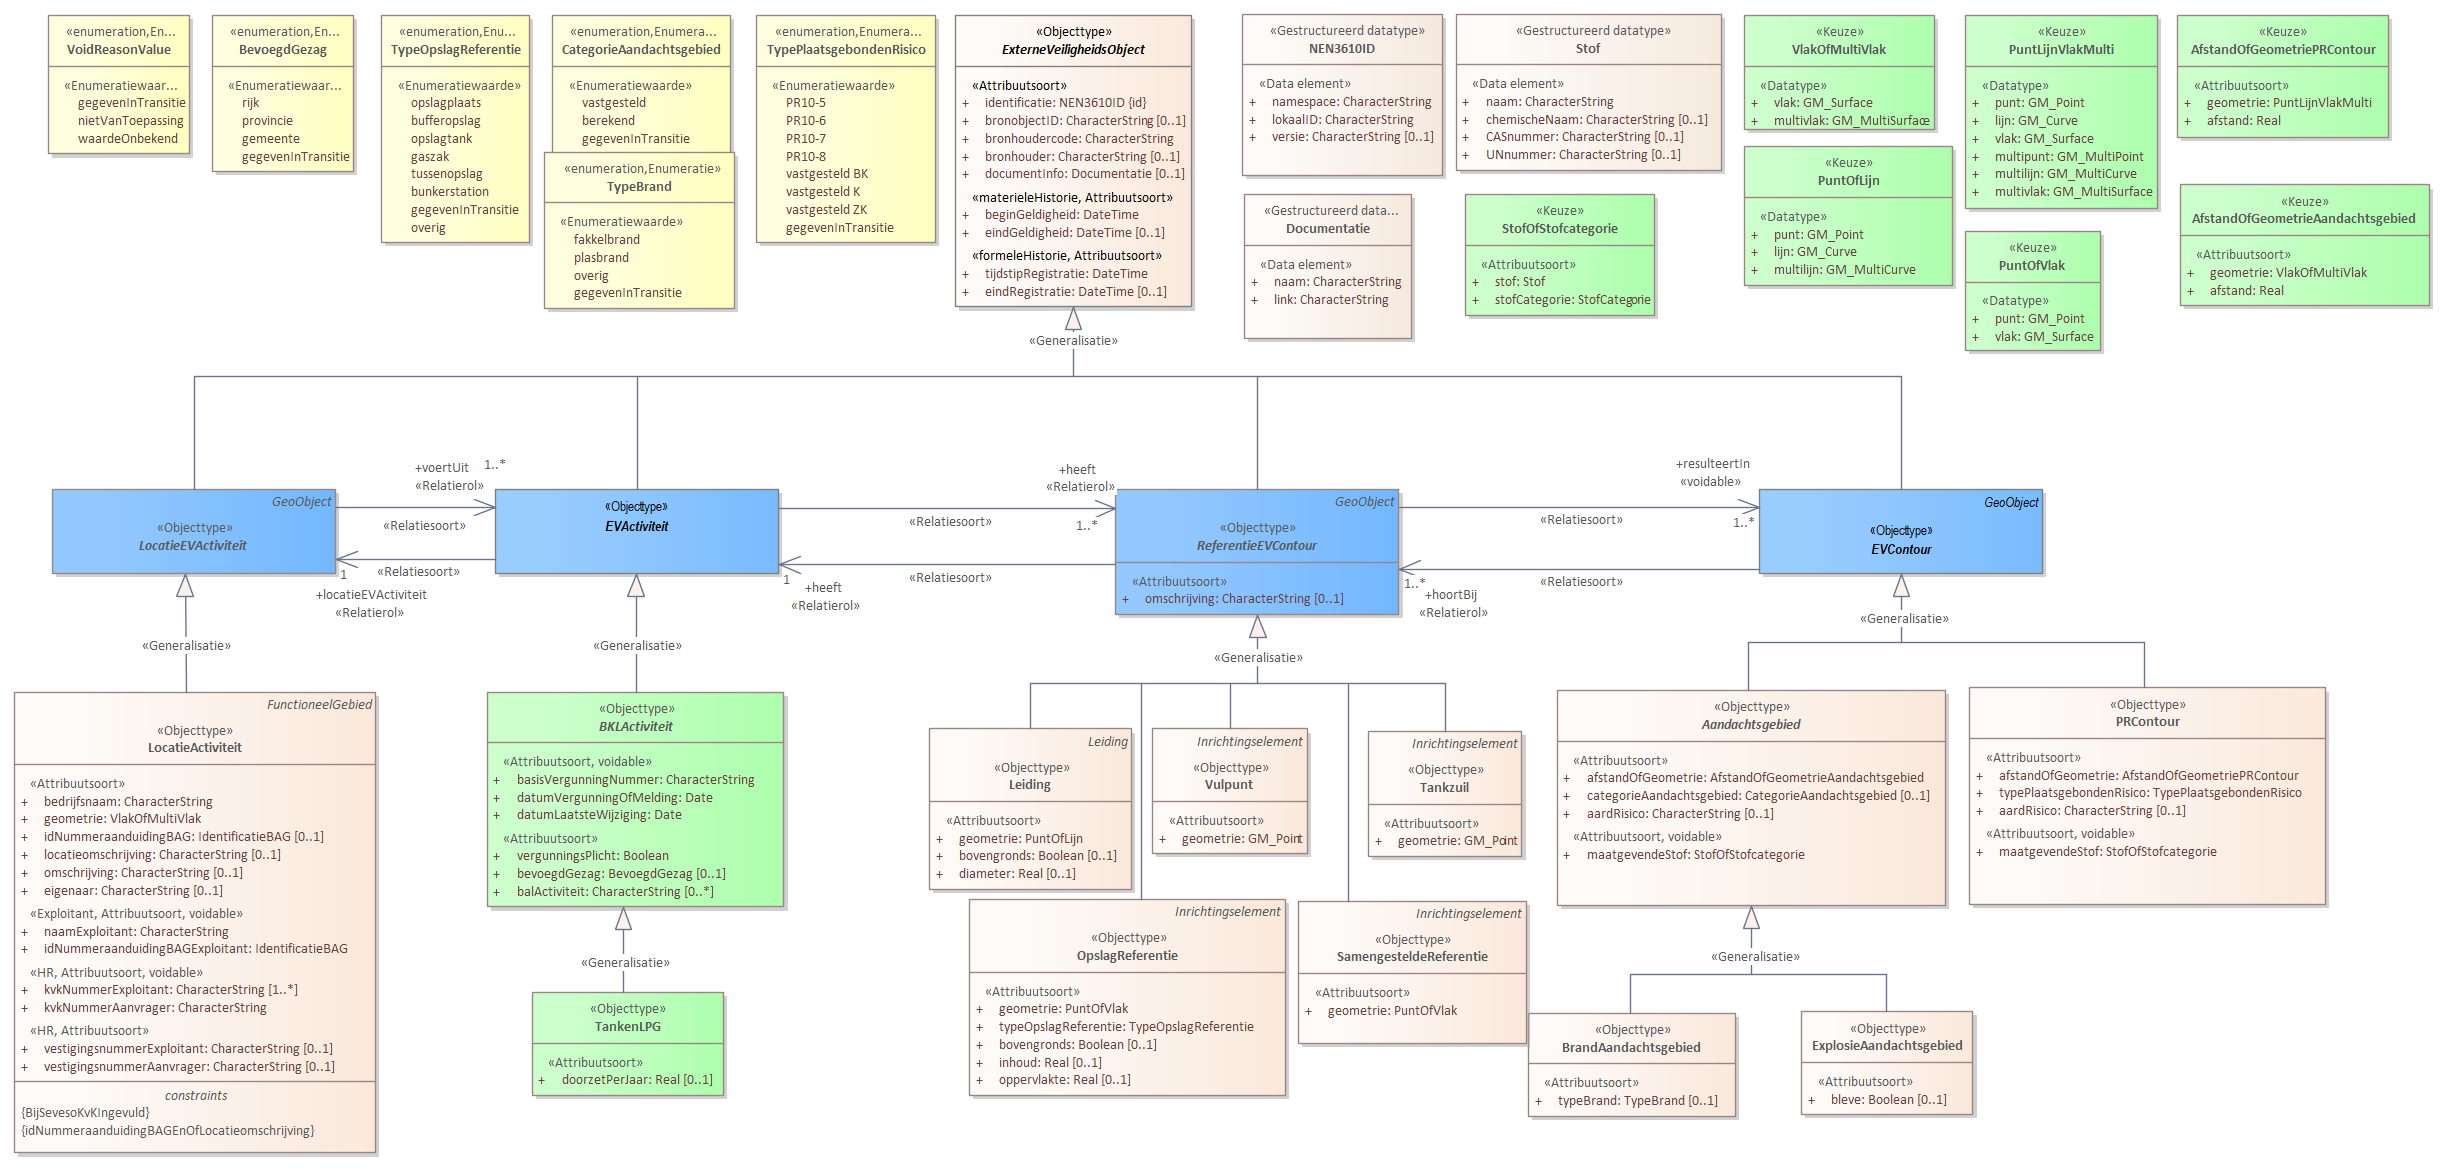 «enumeration,En...
VoidReasonValue
«Enumeratiewaar...
gegevenInTransitie
nietVanToepassing
waardeOnbekend
«enumeration,En...
BevoegdGezag
«Enumeratiewaar...
rijk
provincie
gemeente
gegevenInTransitie
«enumeration,Enu...
TypeOpslagReferentie
«Enumeratiewaarde»
opslagplaats
bufferopslag
opslagtank
gaszak
tussenopslag
bunkerstation
gegevenInTransitie
overig
«enumeration,Enumera...
CategorieAandachtsgebied
«Enumeratiewaarde»
vastgesteld
berekend
gegevenInTransitie
«enumeration,Enumeratie»
TypeBrand
«Enumeratiewaarde»
fakkelbrand
plasbrand
overig
gegevenInTransitie
«enumeration,Enumera...
TypePlaatsgebondenRisico
«Enumeratiewaarde»
PR10-5
PR10-6
PR10-7
PR10-8
vastgesteld BK
vastgesteld K
vastgesteld ZK
gegevenInTransitie
«Objecttype»
ExterneVeiligheidsObject
«Attribuutsoort»
+ identificatie: NEN3610ID {id}
+ bronobjectID: CharacterString [0..1]
+ bronhoudercode: CharacterString
+ bronhouder: CharacterString [0..1]
+ documentInfo: Documentatie [0..1]
«materieleHistorie, Attribuutsoort»
+ beginGeldigheid: DateTime
+ eindGeldigheid: DateTime [0..1]
«formeleHistorie, Attribuutsoort»
+ tijdstipRegistratie: DateTime
+ eindRegistratie: DateTime [0..1]
«Gestructureerd datatype»
NEN3610ID
«Data element»
+ namespace: CharacterString
+ lokaalID: CharacterString
+ versie: CharacterString [0..1]
«Gestructureerd datatype»
Stof
«Data element»
+ naam: CharacterString
+ chemischeNaam: CharacterString [0..1]
+ CASnummer: CharacterString [0..1]
+ UNnummer: CharacterString [0..1]
«Gestructureerd data...
Documentatie
«Data element»
+ naam: CharacterString
+ link: CharacterString
«Keuze»
StofOfStofcategorie
«Attribuutsoort»
+ stof: Stof
+ stofCategorie: StofCategorie
«Keuze»
VlakOfMultiVlak
«Datatype»
+ vlak: GM_Surface
+ multivlak: GM_MultiSurface
«Keuze»
PuntOfLijn
«Datatype»
+ punt: GM_Point
+ lijn: GM_Curve
+ multilijn: GM_MultiCurve
«Keuze»
PuntLijnVlakMulti
«Datatype»
+ punt: GM_Point
+ lijn: GM_Curve
+ vlak: GM_Surface
+ multipunt: GM_MultiPoint
+ multilijn: GM_MultiCurve
+ multivlak: GM_MultiSurface
«Keuze»
PuntOfVlak
«Datatype»
+ punt: GM_Point
+ vlak: GM_Surface
«Keuze»
AfstandOfGeometriePRContour
«Attribuutsoort»
+ geometrie: PuntLijnVlakMulti
+ afstand: Real
«Keuze»
AfstandOfGeometrieAandachtsgebied
«Attribuutsoort»
+ geometrie: VlakOfMultiVlak
+ afstand: Real
«Generalisatie»
GeoObject
«Objecttype»
LocatieEVActiviteit
+voertUit
«Relatierol»
1..*
«Relatiesoort»
«Relatiesoort»
1
+locatieEVActiviteit
«Relatierol»
«Objecttype»
EVActiviteit
+heeft
«Relatierol»
1..*
«Relatiesoort»
«Relatiesoort»
1
+heeft
«Relatierol»
GeoObject
«Objecttype»
ReferentieEVContour
«Attribuutsoort»
+ omschrijving: CharacterString [0..1]
+resulteertIn
«voidable»
1..*
«Relatiesoort»
«Relatiesoort»
1..*
+hoortBij
«Relatierol»
GeoObject
«Objecttype»
EVContour
«Generalisatie»
«Generalisatie»
«Generalisatie»
«Generalisatie»
FunctioneelGebied
«Objecttype»
LocatieActiviteit
«Attribuutsoort»
+ bedrijfsnaam: CharacterString
+ geometrie: VlakOfMultiVlak
+ idNummeraanduidingBAG: IdentificatieBAG [0..1]
+ locatieomschrijving: CharacterString [0..1]
+ omschrijving: CharacterString [0..1]
+ eigenaar: CharacterString [0..1]
«Exploitant, Attribuutsoort, voidable»
+ naamExploitant: CharacterString
+ idNummeraanduidingBAGExploitant: IdentificatieBAG
«HR, Attribuutsoort, voidable»
+ kvkNummerExploitant: CharacterString [1..*]
+ kvkNummerAanvrager: CharacterString
«HR, Attribuutsoort»
+ vestigingsnummerExploitant: CharacterString [0..1]
+ vestigingsnummerAanvrager: CharacterString [0..1]
constraints
{BijSevesoKvKIngevuld}
{idNummeraanduidingBAGEnOfLocatieomschrijving}
«Objecttype»
BKLActiviteit
«Attribuutsoort, voidable»
+ basisVergunningNummer: CharacterString
+ datumVergunningOfMelding: Date
+ datumLaatsteWijziging: Date
«Attribuutsoort»
+ vergunningsPlicht: Boolean
+ bevoegdGezag: BevoegdGezag [0..1]
+ balActiviteit: CharacterString [0..*]
«Generalisatie»
«Objecttype»
TankenLPG
«Attribuutsoort»
+ doorzetPerJaar: Real [0..1]
Leiding
«Objecttype»
Leiding
«Attribuutsoort»
+ geometrie: PuntOfLijn
+ bovengronds: Boolean [0..1]
+ diameter: Real [0..1]
Inrichtingselement
«Objecttype»
Vulpunt
«Attribuutsoort»
+ geometrie: GM_Point
Inrichtingselement
«Objecttype»
Tankzuil
«Attribuutsoort»
+ geometrie: GM_Point
Inrichtingselement
«Objecttype»
OpslagReferentie
«Attribuutsoort»
+ geometrie: PuntOfVlak
+ typeOpslagReferentie: TypeOpslagReferentie
+ bovengronds: Boolean [0..1]
+ inhoud: Real [0..1]
+ oppervlakte: Real [0..1]
Inrichtingselement
«Objecttype»
SamengesteldeReferentie
«Attribuutsoort»
+ geometrie: PuntOfVlak
«Objecttype»
Aandachtsgebied
«Attribuutsoort»
+ afstandOfGeometrie: AfstandOfGeometrieAandachtsgebied
+ categorieAandachtsgebied: CategorieAandachtsgebied [0..1]
+ aardRisico: CharacterString [0..1]
«Attribuutsoort, voidable»
+ maatgevendeStof: StofOfStofcategorie
«Objecttype»
PRContour
«Attribuutsoort»
+ afstandOfGeometrie: AfstandOfGeometriePRContour
+ typePlaatsgebondenRisico: TypePlaatsgebondenRisico
+ aardRisico: CharacterString [0..1]
«Attribuutsoort, voidable»
+ maatgevendeStof: StofOfStofcategorie
«Generalisatie»
«Objecttype»
BrandAandachtsgebied
«Attribuutsoort»
+ typeBrand: TypeBrand [0..1]
«Objecttype»
ExplosieAandachtsgebied
«Attribuutsoort»
+ bleve: Boolean [0..1]